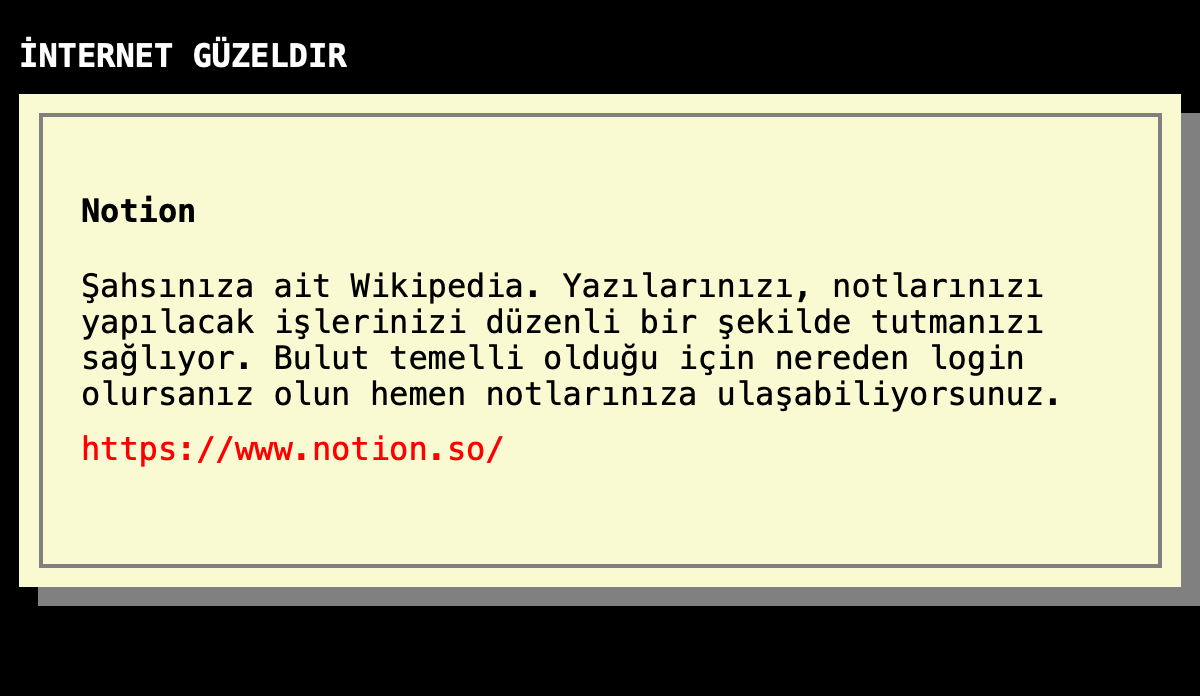 İNTERNET GÜZELDIR
Notion
Şahsınıza ait Wikipedia. Yazılarınızı, notlarınızı
yapılacak işlerinizi düzenli bir şekilde tutmanızı
sağlıyor. Bulut temelli olduğu için nereden login
olursanız olun hemen notlarınıza ulaşabiliyorsunuz.
https://www.notion.so/